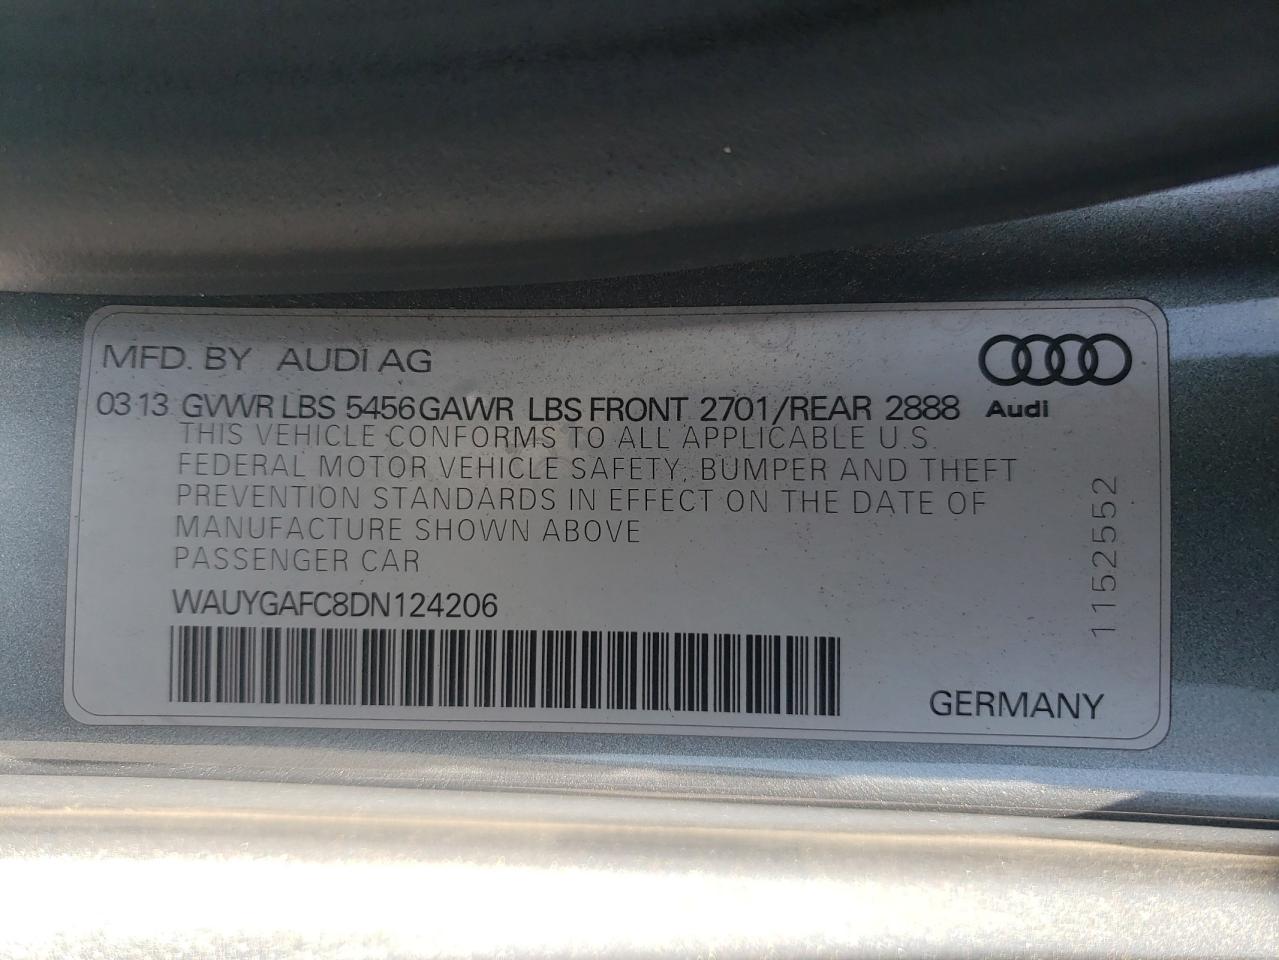 MFD. BY AUDI AG
03 13 GVWR LBS 5456 GAWR LBS FRONT 2701/REAR 2888
Audi
THIS VEHICLE CONFORMS TO ALL APPLICABLE U.S.
FEDERAL MOTOR VEHICLE SAFETY, BUMPER AND THEFT
PREVENTION STANDARDS IN EFFECT ON THE DATE OF
MANUFACTURE SHOWN ABOVE
PASSENGER CAR
WAUYGAFC8DN124206
GERMANY
1152552